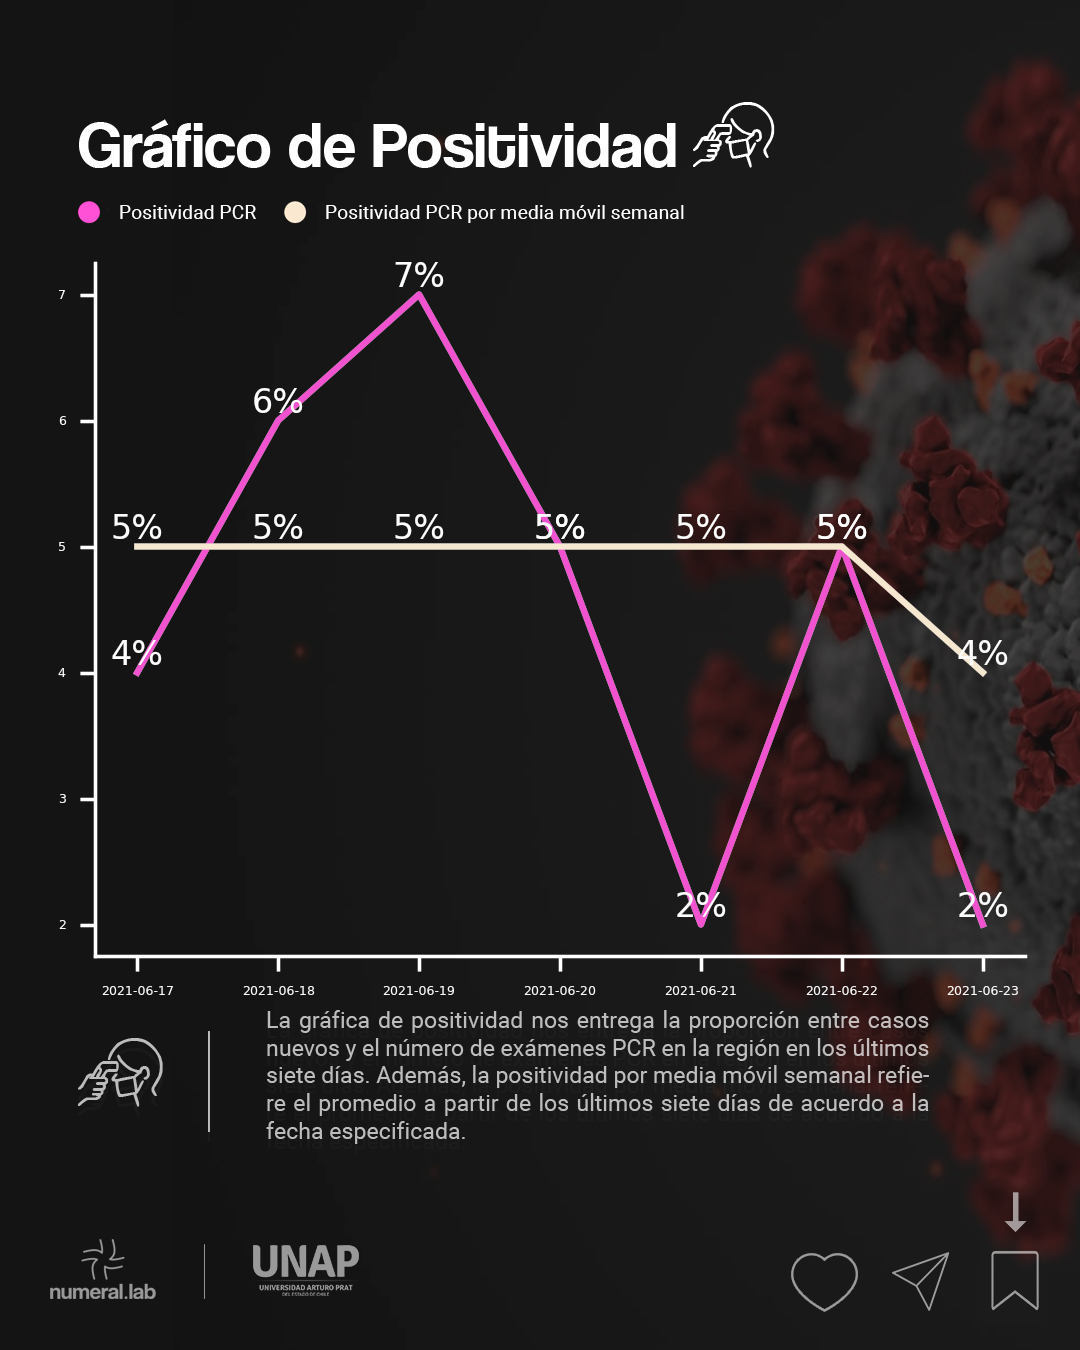 Gráfico de Positividad
Positividad PCR
Positividad PCR por media móvil semanal
7%
7
6%
6
5% 5% 5% 5% 5% 5%
5
4% 4%
4
3
2% 2%
2
2021-06-17 2021-06-18 2021-06-19 2021-06-20 2021-06-21 2021-06-22 2021-06-23
La gráfica de positividad nos entrega la proporción entre casos
nuevos y el número de exámenes PCR en la región en los últimos
siete días. Además, la positividad por media móvil semanal refie-
re el promedio a partir de los últimos siete días de acuerdo a la
fecha especificada.
numeral.lab
UNAP
UNIVERSIDAD ARTURO PRAT
DEL ESTADO DE CHILE